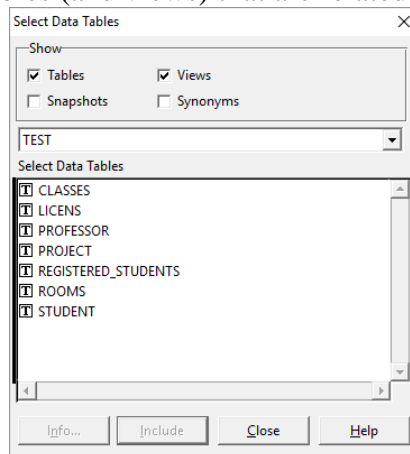 Select Data Tables
Show
Tables
Views
Snapshots
Synonyms
TEST
Select Data Tables
T CLASSES
T LICENS
T PROFESSOR
T PROJECT
T REGISTERED_STUDENTS
T ROOMS
T STUDENT
Info...
Include
Close
Help